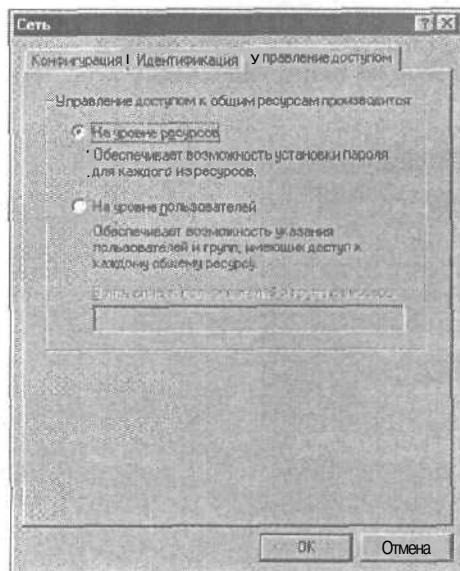 Сеть
Конфигурация Идентификация Управление доступом
Управление доступом к общим ресурсам производится
На уровне ресурсов
Обеспечивает возможность установки пароля
для каждого из ресурсов.
На уровне пользователей
Обеспечивает возможность указания
пользователей и групп, имеющих доступ к
каждому общему ресурсу.
OK Отмена